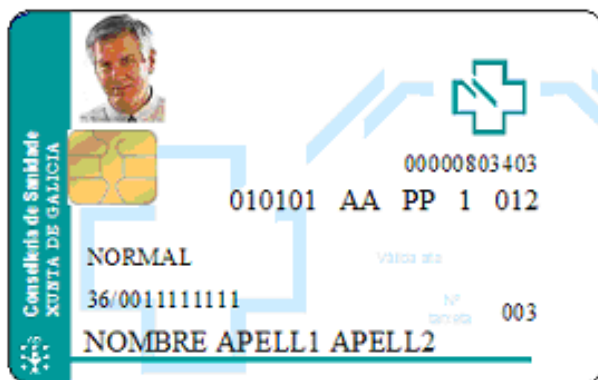 Consellería de Sanidade
XUNTA DE GALICIA
00000803403
010101 AA PP 1 012
NORMAL
Válida ata
36/0011111111
Nº
tarxeta
003
NOMBRE APELL1 APELL2